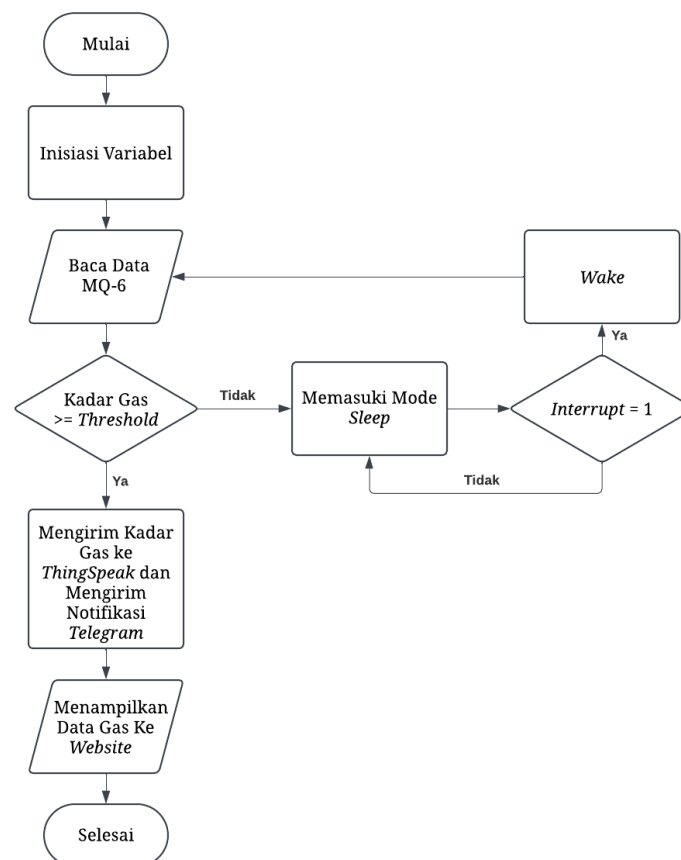 Mulai
Inisiasi Variabel
Baca Data
MQ-6
Wake
Ya
Kadar Gas
>= Threshold
Tidak
Memasuki Mode
Sleep
Interrupt = 1
Tidak
Ya
Mengirim Kadar
Gas ke
ThingSpeak dan
Mengirim
Notifikasi
Telegram
Menampilkan
Data Gas Ke
Website
Selesai